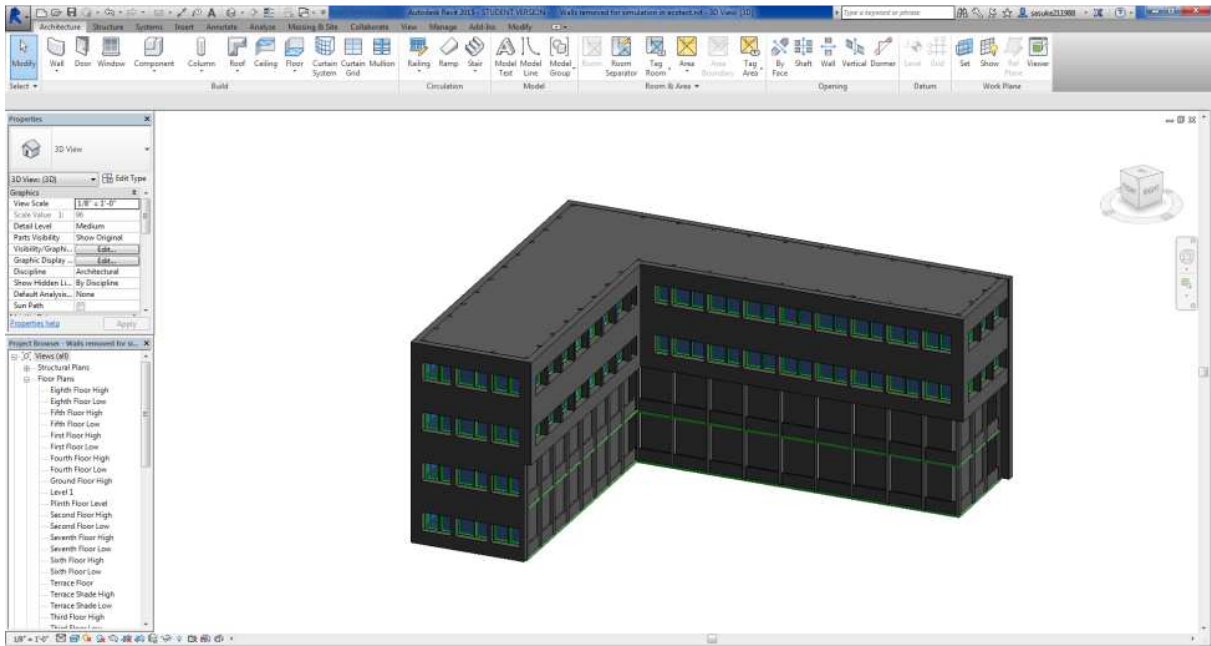 Autodesk Revit 2015 - STUDENT VERSION - Walls removed for simulation in ecotect.rvt - 3D View: {3D}
Type a keyword or phrase
sasuke211988
Architecture Structure Systems Insert Annotate Analyze Massing & Site Collaborate View Manage Add-Ins Modify
Modify Wall Door Window Component Column Roof Ceiling Floor Curtain System Curtain Grid Mullion Railing Ramp Stair Model Text Model Line Model Group Room Room Separator Tag Room Area Area Boundary Tag Area By Face Shaft Wall Vertical Dormer Level Grid Set Show Ref Plane Viewer
Select Build Circulation Model Room & Area Opening Datum Work Plane
Properties
3D View
3D View: {3D} Edit Type
Graphics
View Scale 1/8" = 1'-0"
Scale Value 1: 96
Detail Level Medium
Parts Visibility Show Original
Visibility/Graphi... Edit...
Graphic Display ... Edit...
Discipline Architectural
Show Hidden Li... By Discipline
Default Analysis... None
Sun Path
Properties help Apply
Project Browser - Walls removed for si...
Views (all)
Structural Plans
Floor Plans
Eighth Floor High
Eighth Floor Low
Fifth Floor High
Fifth Floor Low
First Floor High
First Floor Low
Fourth Floor High
Fourth Floor Low
Ground Floor High
Level 1
Plinth Floor Level
Second Floor High
Second Floor Low
Seventh Floor High
Seventh Floor Low
Sixth Floor High
Sixth Floor Low
Terrace Floor
Terrace Shade High
Terrace Shade Low
Third Floor High
Third Floor Low
FRONT RIGHT
1/8" = 1'-0"